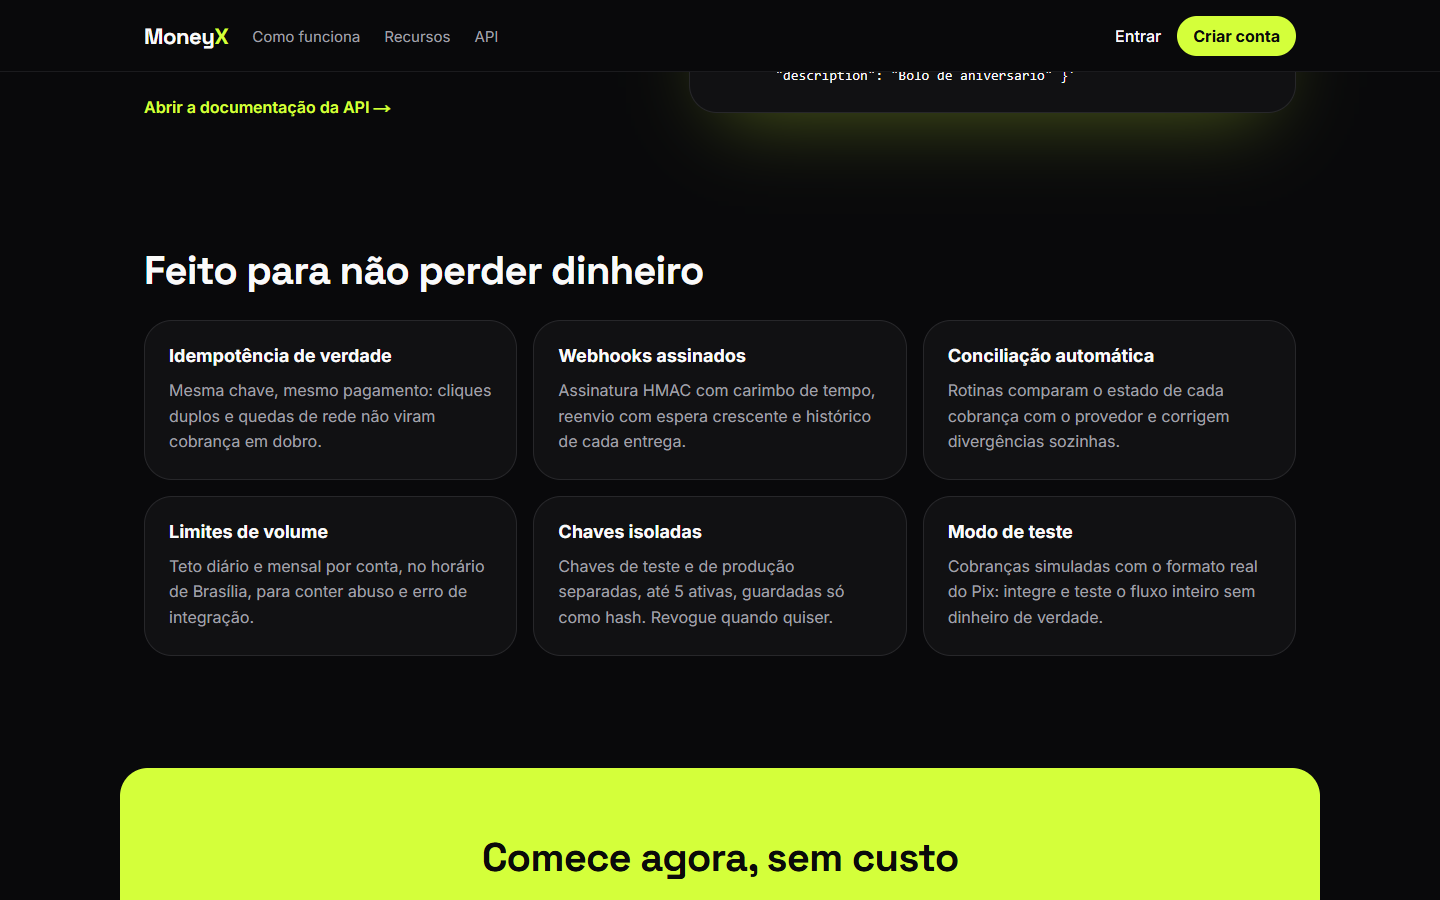 MoneyX Como funciona Recursos API Entrar Criar conta
"description": "Bolo de aniversario" }'
Abrir a documentação da API →
Feito para não perder dinheiro
Idempotência de verdade
Mesma chave, mesmo pagamento: cliques
duplos e quedas de rede não viram
cobrança em dobro.
Webhooks assinados
Assinatura HMAC com carimbo de tempo,
reenvio com espera crescente e histórico
de cada entrega.
Conciliação automática
Rotinas comparam o estado de cada
cobrança com o provedor e corrigem
divergências sozinhas.
Limites de volume
Teto diário e mensal por conta, no horário
de Brasília, para conter abuso e erro de
integração.
Chaves isoladas
Chaves de teste e de produção
separadas, até 5 ativas, guardadas só
como hash. Revogue quando quiser.
Modo de teste
Cobranças simuladas com o formato real
do Pix: integre e teste o fluxo inteiro sem
dinheiro de verdade.
Comece agora, sem custo